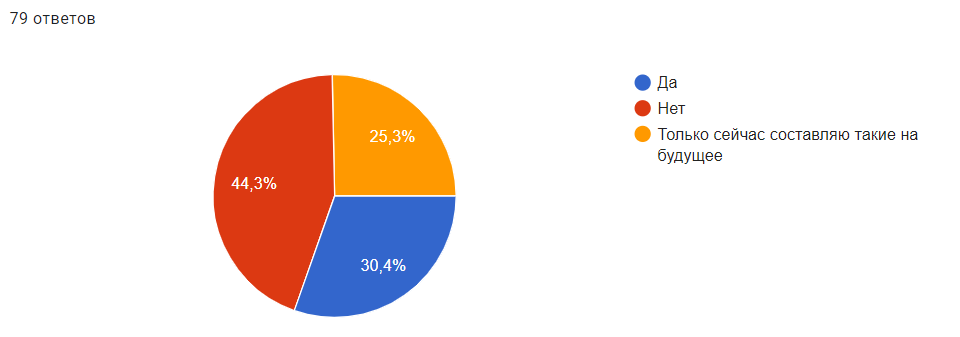 79 ответов
Да
Нет
Только сейчас составляю такие на
будущее
25,3%
44,3%
30,4%